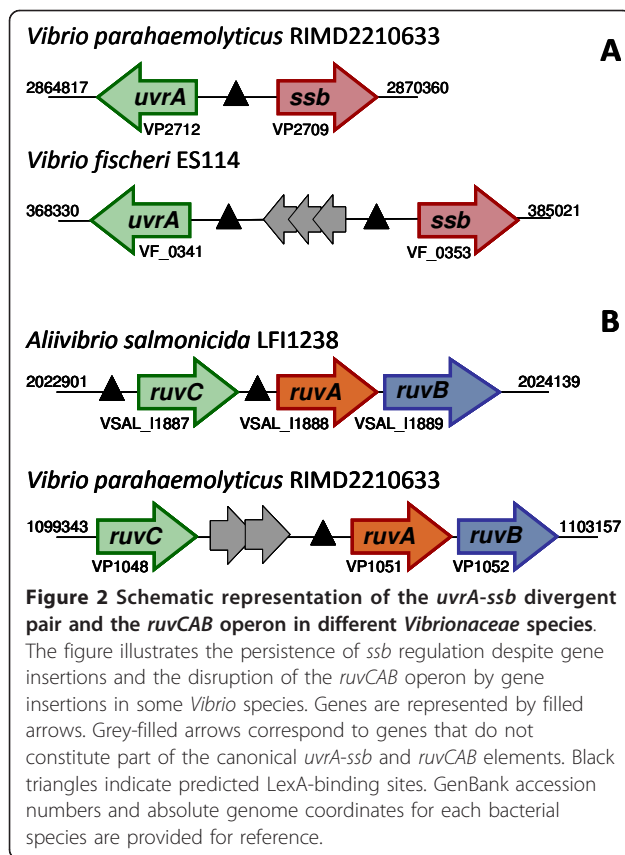 Vibrio parahaemolyticus RIMD2210633
A
2864817 uvrA ssb 2870360
VP2712 VP2709
Vibrio fischeri ES114
368330 uvrA ssb 385021
VF_0341 VF_0353
B
Aliivibrio salmonicida LFI1238
2022901 ruvC ruvA ruvB 2024139
VSAL_I1887 VSAL_I1888 VSAL_I1889
Vibrio parahaemolyticus RIMD2210633
1099343 ruvC ruvA ruvB 1103157
VP1048 VP1051 VP1052
Figure 2 Schematic representation of the uvrA-ssb divergent
pair and the ruvCAB operon in different Vibrionaceae species.
The figure illustrates the persistence of ssb regulation despite gene
insertions and the disruption of the ruvCAB operon by gene
insertions in some Vibrio species. Genes are represented by filled
arrows. Grey-filled arrows correspond to genes that do not
constitute part of the canonical uvrA-ssb and ruvCAB elements. Black
triangles indicate predicted LexA-binding sites. GenBank accession
numbers and absolute genome coordinates for each bacterial
species are provided for reference.